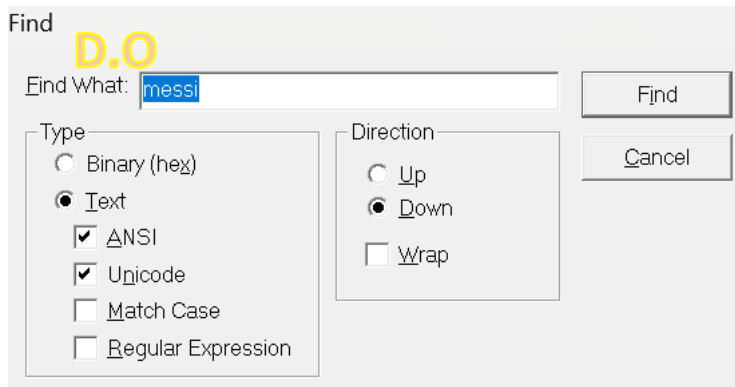 Find
D.O
Find What: messi
Find
Cancel
Type
Binary (hex)
Text
ANSI
Unicode
Match Case
Regular Expression
Direction
Up
Down
Wrap